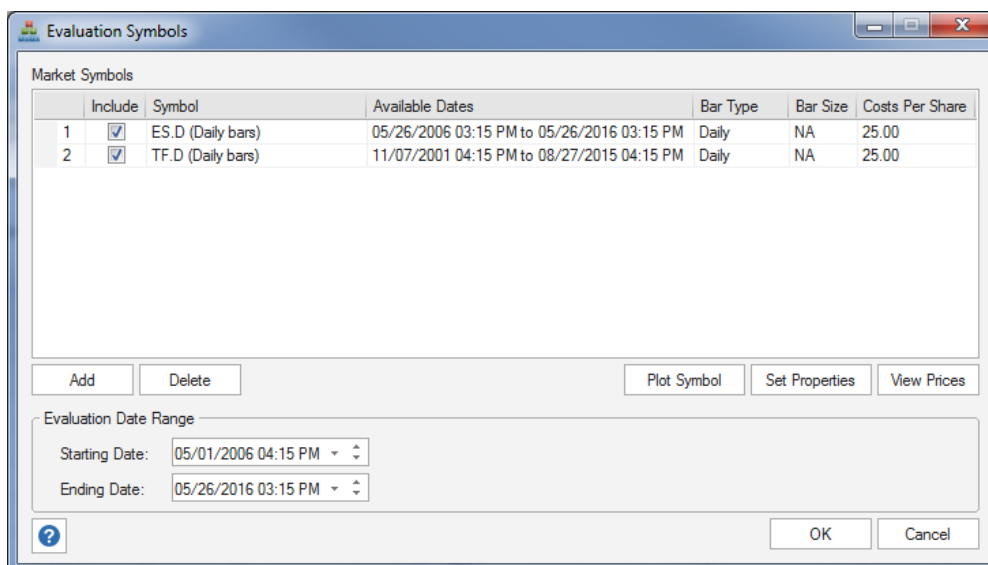 Evaluation Symbols
Market Symbols
Include Symbol Available Dates Bar Type Bar Size Costs Per Share
1 ES.D (Daily bars) 05/26/2006 03:15 PM to 05/26/2016 03:15 PM Daily NA 25.00
2 TF.D (Daily bars) 11/07/2001 04:15 PM to 08/27/2015 04:15 PM Daily NA 25.00
Add Delete Plot Symbol Set Properties View Prices
Evaluation Date Range
Starting Date: 05/01/2006 04:15 PM
Ending Date: 05/26/2016 03:15 PM
? OK Cancel